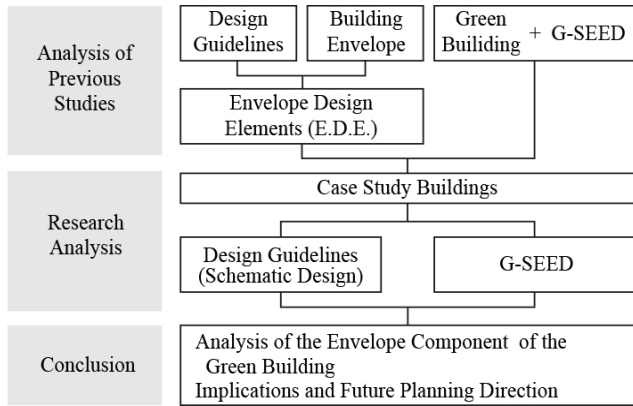 Analysis of
Previous
Studies
Design
Guidelines
Building
Envelope
Green
Builiding + G-SEED
Envelope Design
Elements (E.D.E.)
Research
Analysis
Case Study Buildings
Design Guidelines
(Schematic Design)
G-SEED
Conclusion
Analysis of the Envelope Component of the
Green Building
Implications and Future Planning Direction